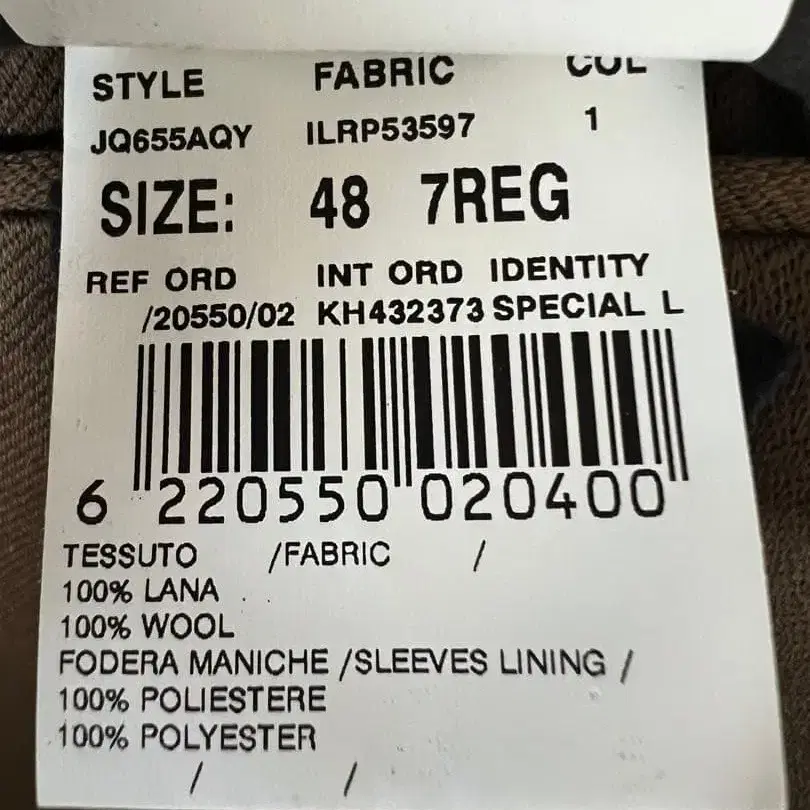 STYLE FABRIC COL
JQ655AQY ILRP53597 1
SIZE: 48 7REG
REF ORD INT ORD IDENTITY
/20550/02 KH432373 SPECIAL L
6 220550 020400
TESSUTO /FABRIC /
100% LANA
100% WOOL
FODERA MANICHE /SLEEVES LINING /
100% POLIESTERE
100% POLYESTER
/ /